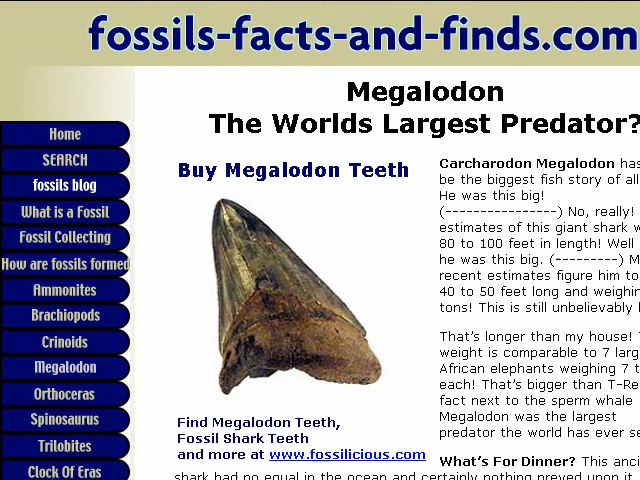 fossils-facts-and-finds.com
Megalodon
The Worlds Largest Predator?
Home
SEARCH
fossils blog
What is a Fossil
Fossil Collecting
How are fossils formed
Ammonites
Brachiopods
Crinoids
Megalodon
Orthoceras
Spinosaurus
Trilobites
Clock Of Eras
Buy Megalodon Teeth
Find Megalodon Teeth,
Fossil Shark Teeth
and more at www.fossilicious.com
Carcharodon Megalodon has
be the biggest fish story of all
He was this big!
(----------------) No, really!
estimates of this giant shark w
80 to 100 feet in length! Well
he was this big. (---------) M
recent estimates figure him to
40 to 50 feet long and weighin
tons! This is still unbelievably
That's longer than my house!
weight is comparable to 7 larg
African elephants weighing 7 t
each! That's bigger than T-Re
fact next to the sperm whale
Megalodon was the largest
predator the world has ever se
What's For Dinner? This anci
shark had no equal in the ocean and certainly nothing preyed upon it.